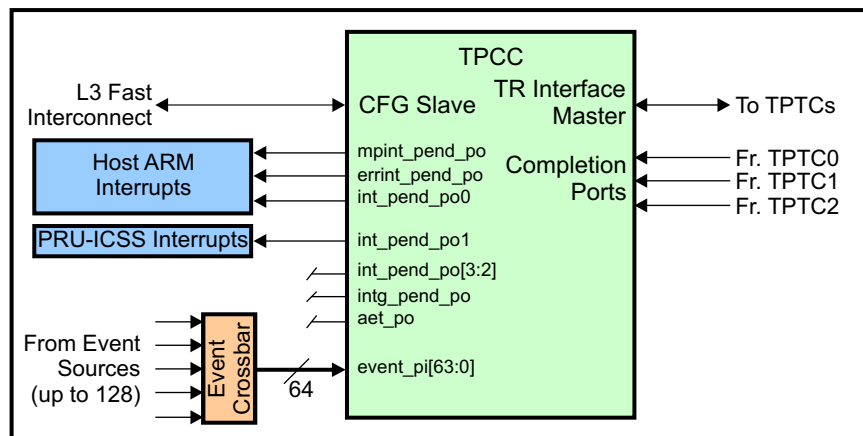 TPCC
L3 Fast
Interconnect
CFG Slave
TR Interface
Master
To TPTCs
Host ARM
Interrupts
mpint_pend_po
errint_pend_po
int_pend_po0
Completion
Ports
Fr. TPTC0
Fr. TPTC1
Fr. TPTC2
PRU-ICSS Interrupts
int_pend_po1
int_pend_po[3:2]
intg_pend_po
aet_po
From Event
Sources
(up to 128)
Event
Crossbar
64
event_pi[63:0]